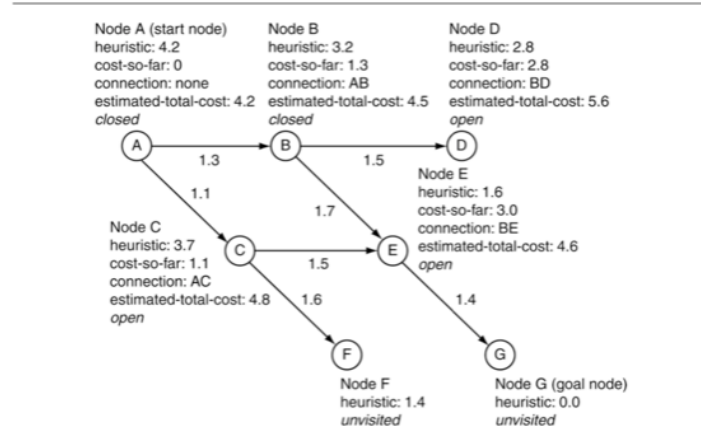 Node A (start node)
heuristic: 4.2
cost-so-far: 0
connection: none
estimated-total-cost: 4.2
closed
Node B
heuristic: 3.2
cost-so-far: 1.3
connection: AB
estimated-total-cost: 4.5
closed
Node D
heuristic: 2.8
cost-so-far: 2.8
connection: BD
estimated-total-cost: 5.6
open
A
1.3
B
1.5
D
1.1
1.7
Node E
heuristic: 1.6
cost-so-far: 3.0
connection: BE
estimated-total-cost: 4.6
open
Node C
heuristic: 3.7
cost-so-far: 1.1
connection: AC
estimated-total-cost: 4.8
open
C
1.5
E
1.6
1.4
F
G
Node F
heuristic: 1.4
unvisited
Node G (goal node)
heuristic: 0.0
unvisited